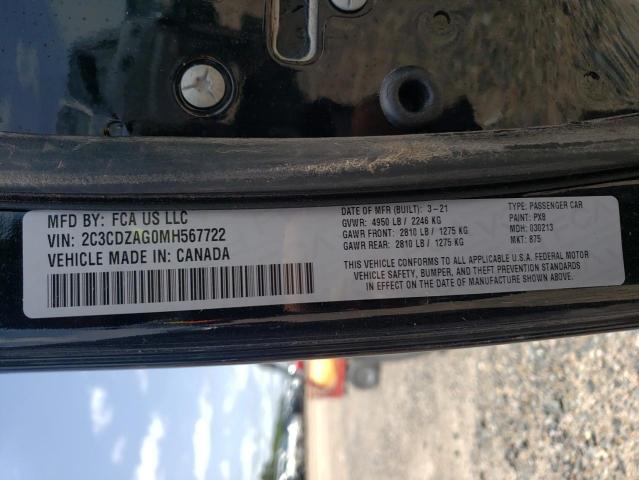 MFD BY: FCA US LLC
VIN: 2C3CDZAG0MH567722
VEHICLE MADE IN: CANADA
DATE OF MFR (BUILT): 3-21
GVWR: 4950 LB / 2246 KG
GAWR FRONT: 2810 LB / 1275 KG
GAWR REAR: 2810 LB / 1275 KG
TYPE: PASSENGER CAR
PAINT: PX8
MDH: 030213
MKT: 875
THIS VEHICLE CONFORMS TO ALL APPLICABLE U.S.A. FEDERAL MOTOR
VEHICLE SAFETY, BUMPER, AND THEFT PREVENTION STANDARDS
IN EFFECT ON THE DATE OF MANUFACTURE SHOWN ABOVE.